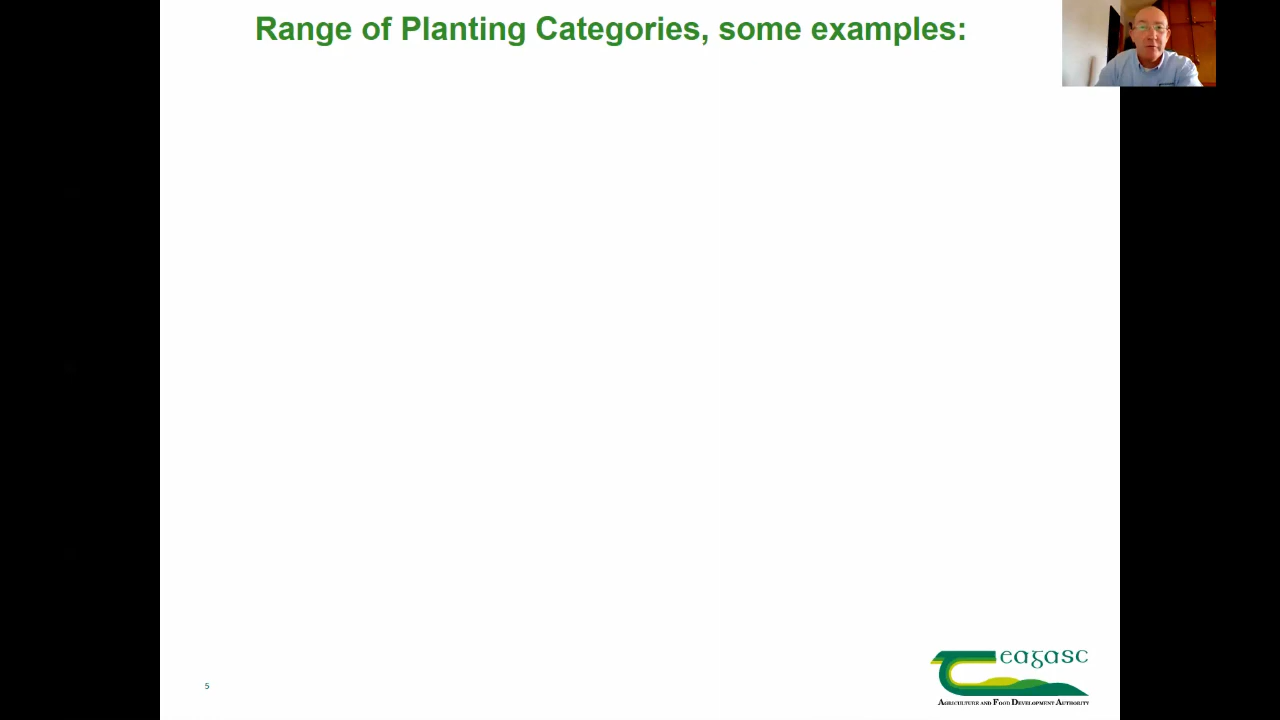 Range of Planting Categories, some examples:
5
teagasc
Agriculture and Food Development Authority